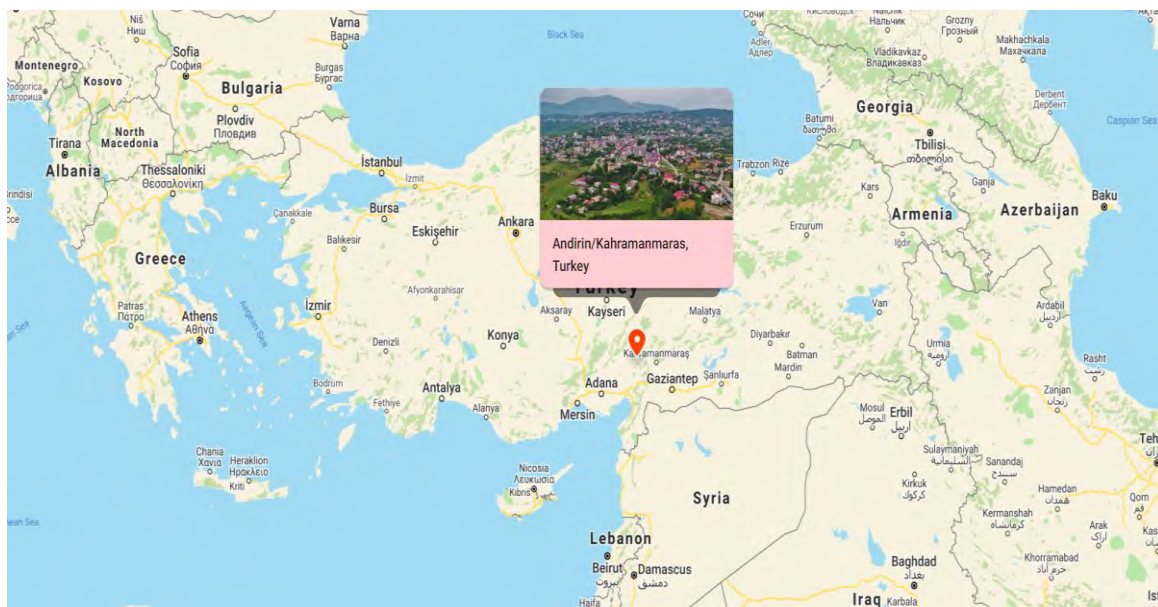 Niš
Ниш
Varna
Варна
Black Sea
Сочи
Adler
Адлер
Нальчик
Grozny
Грозный
Makhachkala
Махачкала
Vladikavkaz
Владикавказ
Montenegro
Kosovo
Sofia
София
Burgas
Бургас
Bulgaria
Plovdiv
Пловдив
Derbent
Дербент
Caspian Sea
Georgia
Batumi
ბათუმი
Tbilisi
თბილისი
Tirana
Albania
North
Macedonia
Thessaloniki
Θεσσαλονίκη
İstanbul
İzmit
Trabzon
Rize
Kars
Ganja
Baku
Armenia
Azerbaijan
Çanakkale
Bursa
Eskişehir
Ankara
Balıkesir
Erzurum
Iğdır
Andirin/Kahramanmaras,
Turkey
Greece
Afyonkarahisar
Turkey
Kayseri
Aksaray
Malatya
Van
Ardabil
اردبیل
Patras
Πάτρα
Athens
Αθήνα
Aegean Sea
İzmir
Denizli
Konya
Kahramanmaraş
Diyarbakır
Batman
Mardin
Urmia
ارومیه
Rasht
رشت
Bodrum
Fethiye
Antalya
Alanya
Mersin
Adana
Gaziantep
Şanlıurfa
Zanjan
زنجان
Mosul
الموصل
Erbil
اربيل
Chania
Χανιά
Heraklion
Ηράκλειο
Kriti
Nicosia
Λευκωσία
Kıbrıs
Sulaymaniyah
السليمانية
Sanandaj
سنندج
Kirkuk
كركوك
Hamedan
همدان
Qom
قم
Syria
Kermanshah
کرمانشاه
Arak
اراک
Lebanon
Beirut
بيروت
Damascus
دمشق
Baghdad
بغداد
Khorramabad
خرم آباد
Haifa
Iraq
Karbala